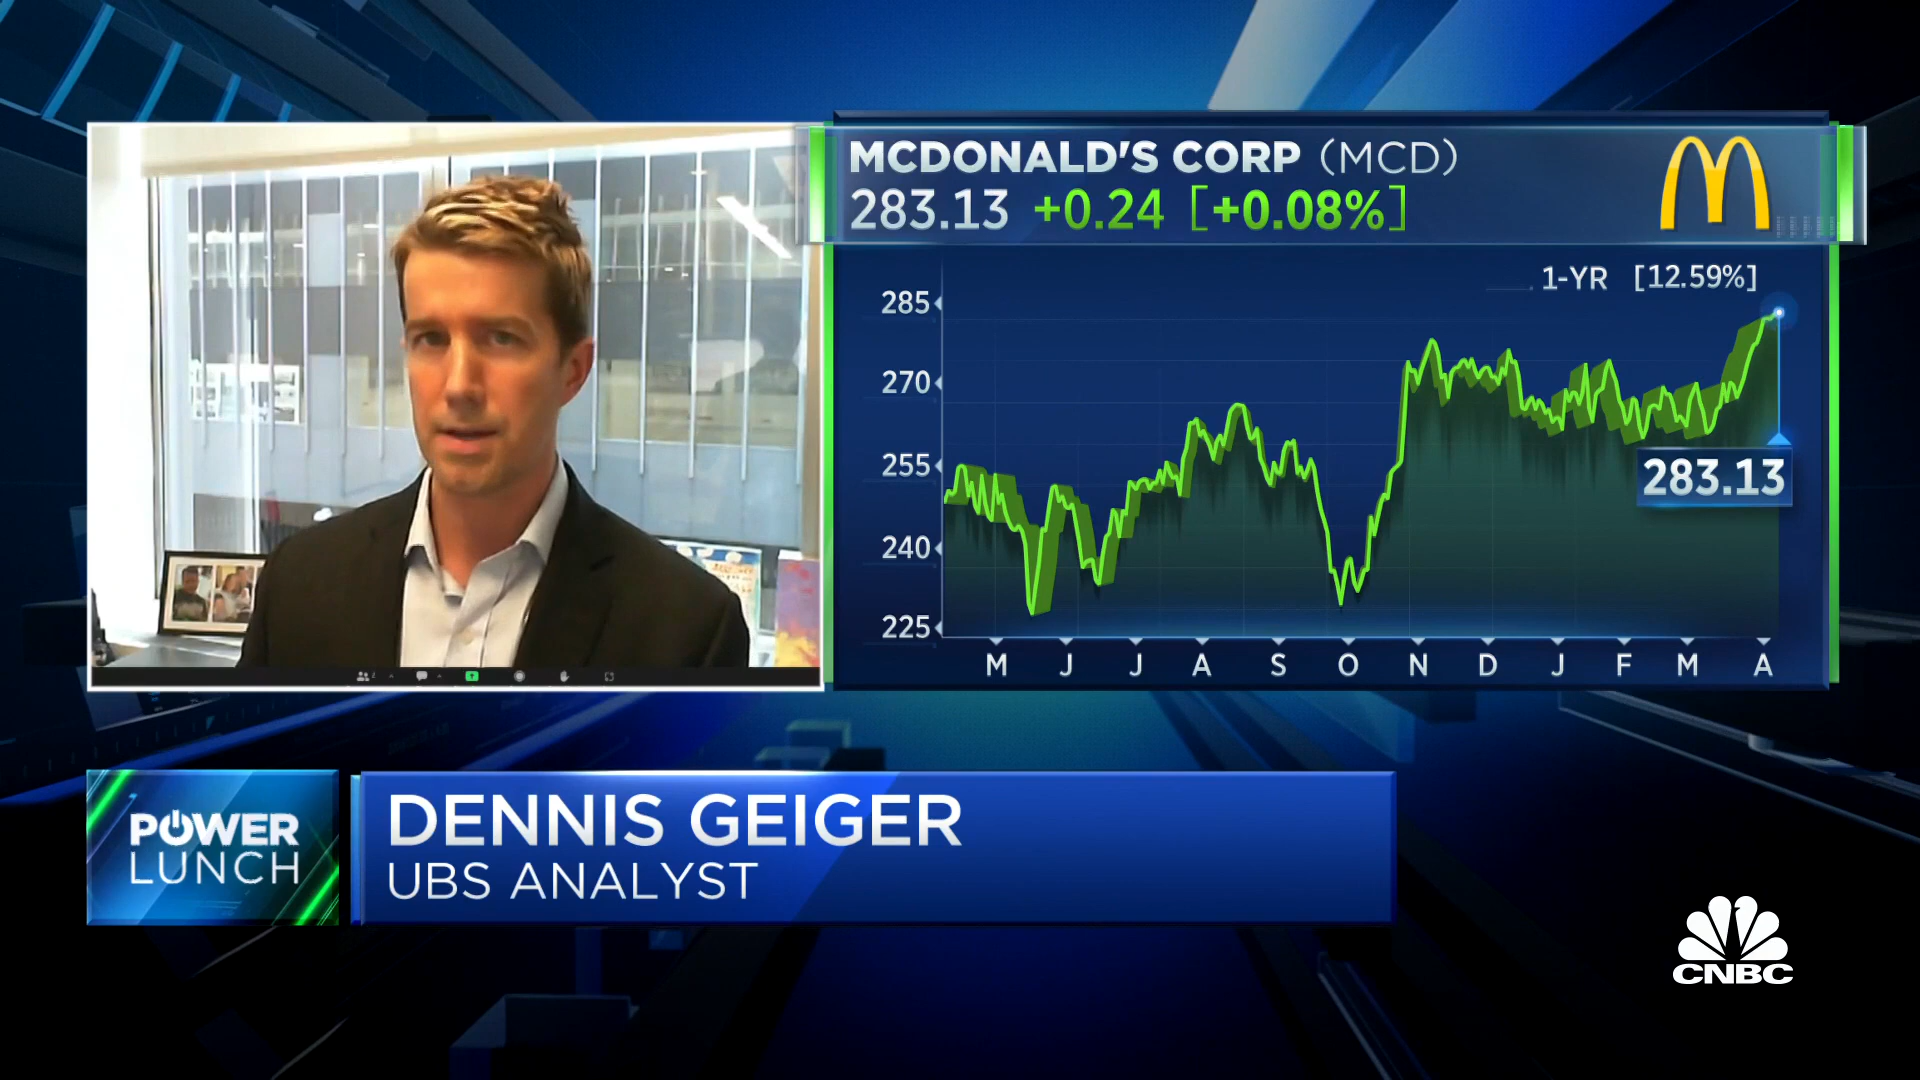 MCDONALD'S CORP (MCD)
283.13 +0.24 [+0.08%]
1-YR [12.59%]
285
270
255
240
225
283.13
M J J A S O N D J F M A
POWER
LUNCH
DENNIS GEIGER
UBS ANALYST
CNBC